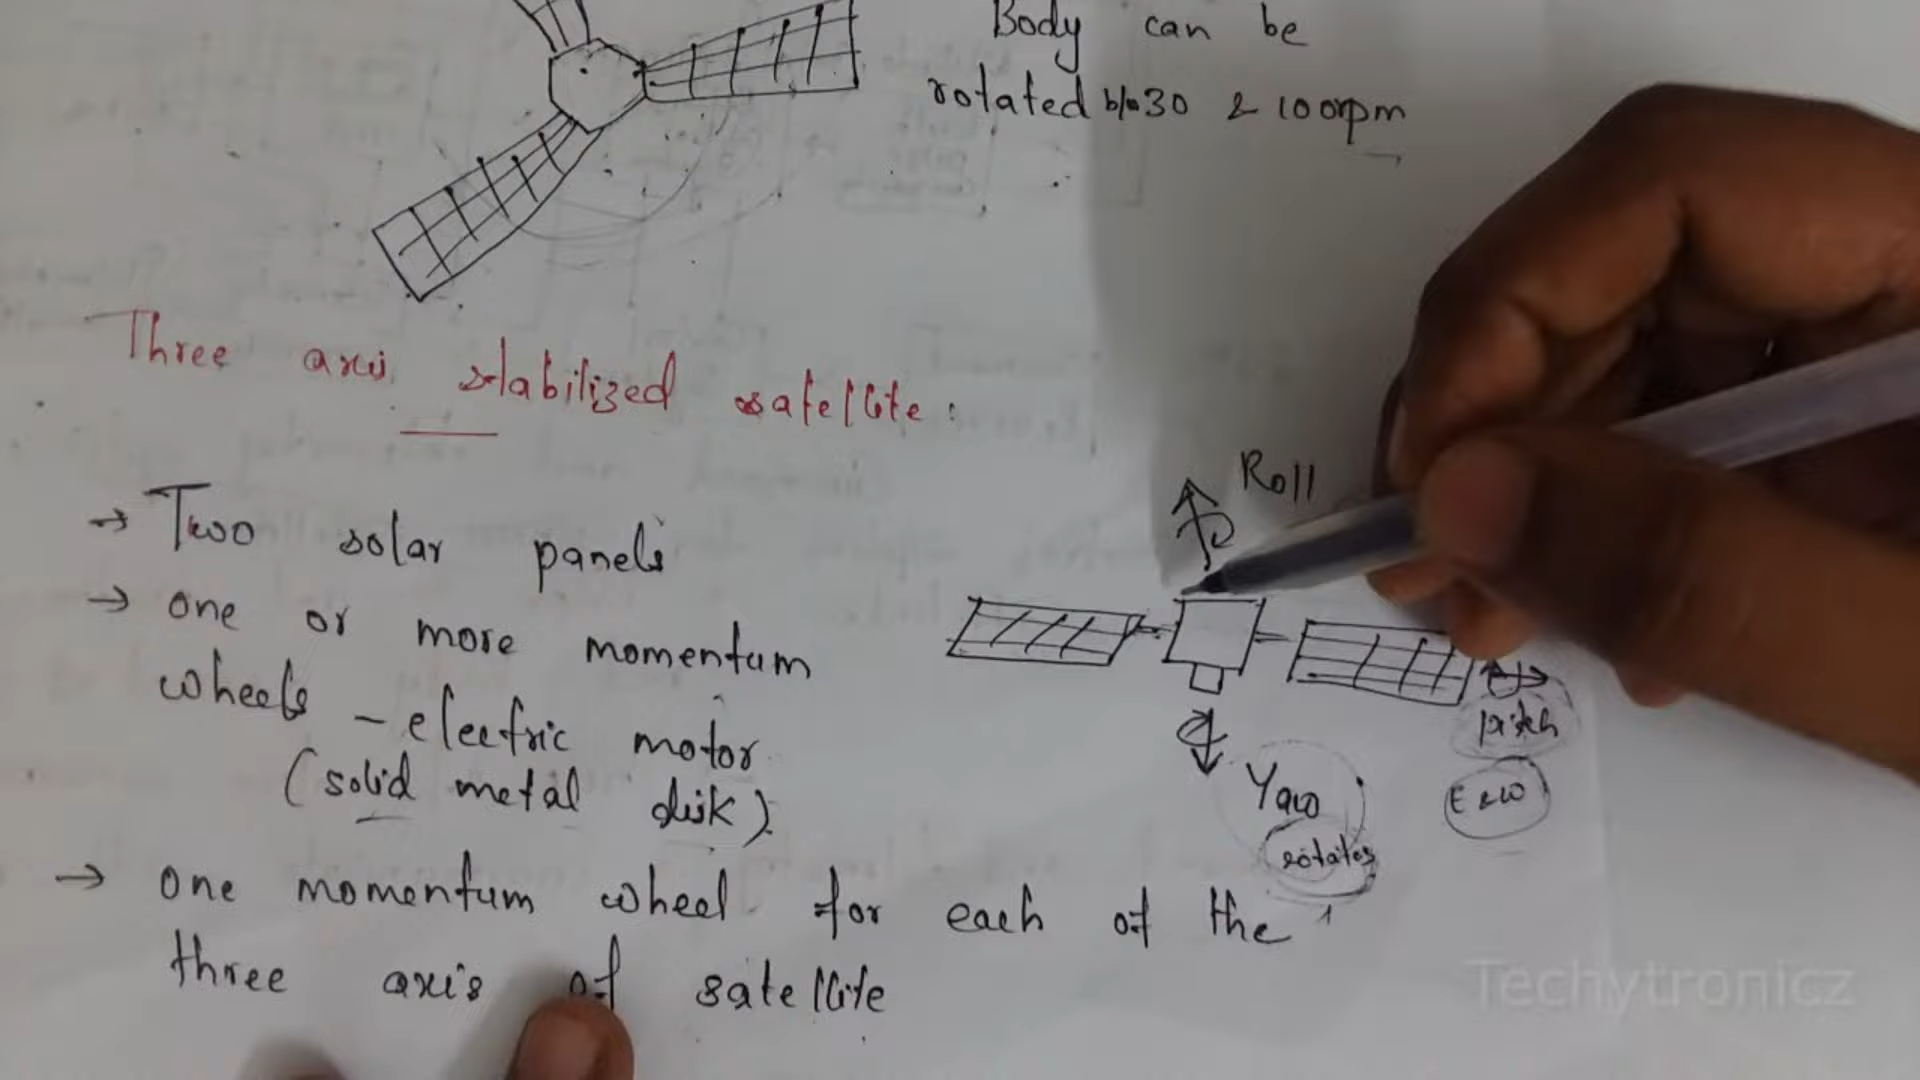 Body can be
rotated b/w 30 & 100rpm
Three axis stabilized satellite:
→ Two solar panels
→ one or more momentum
wheels - electric motor
(solid metal disk)
→ one momentum wheel for each of the
three axis of satellite
Roll
pitch
E & W
Yaw
rotates
Techytronicz